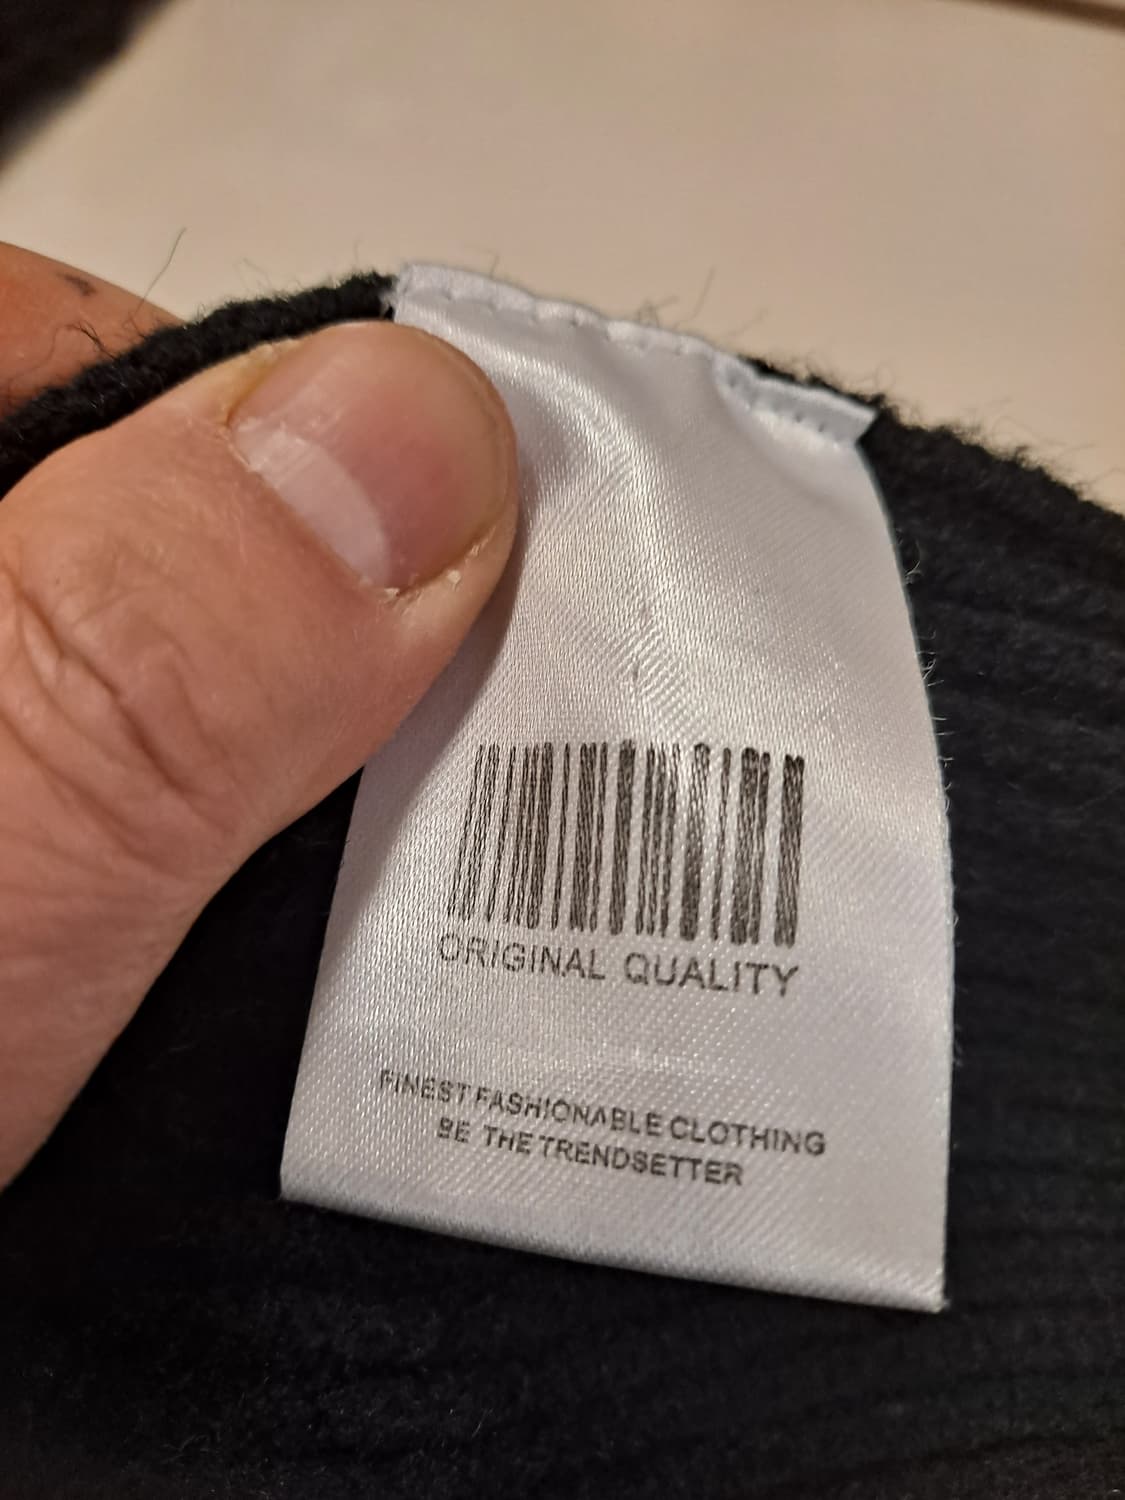 ORIGINAL QUALITY
FINEST FASHIONABLE CLOTHING
BE THE TRENDSETTER